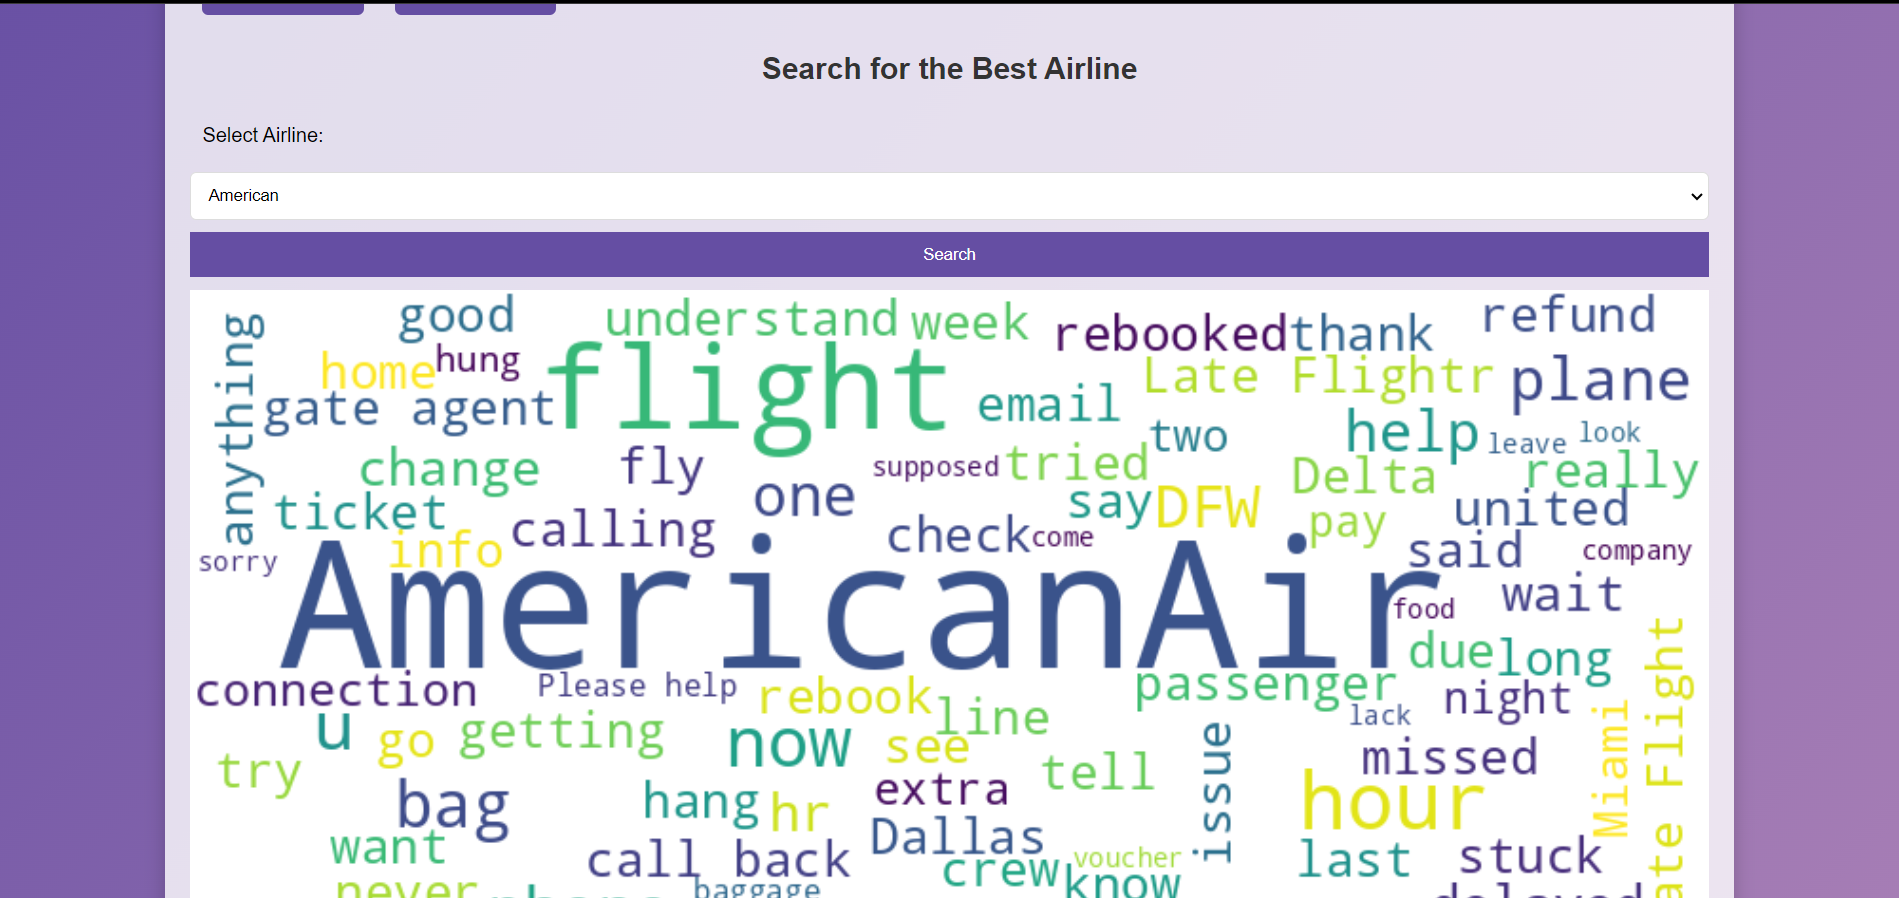 Search for the Best Airline
Select Airline:
American
Search
good
understand
week
rebooked
thank
refund
anything
home
hung
flight
Late Flightr
plane
gate agent
email
two
help
leave
look
change
fly
supposed
tried
Delta
really
ticket
one
say
DFW
pay
united
info
calling
check
come
said
company
sorry
AmericanAir
food
wait
due
long
connection
Please help
rebook
line
passenger
lack
night
Miami
ate Flight
u
go
getting
now
see
issue
missed
try
bag
hang
hr
extra
tell
hour
want
call back
Dallas
crew
voucher
know
last
stuck
never
baggage
delayed